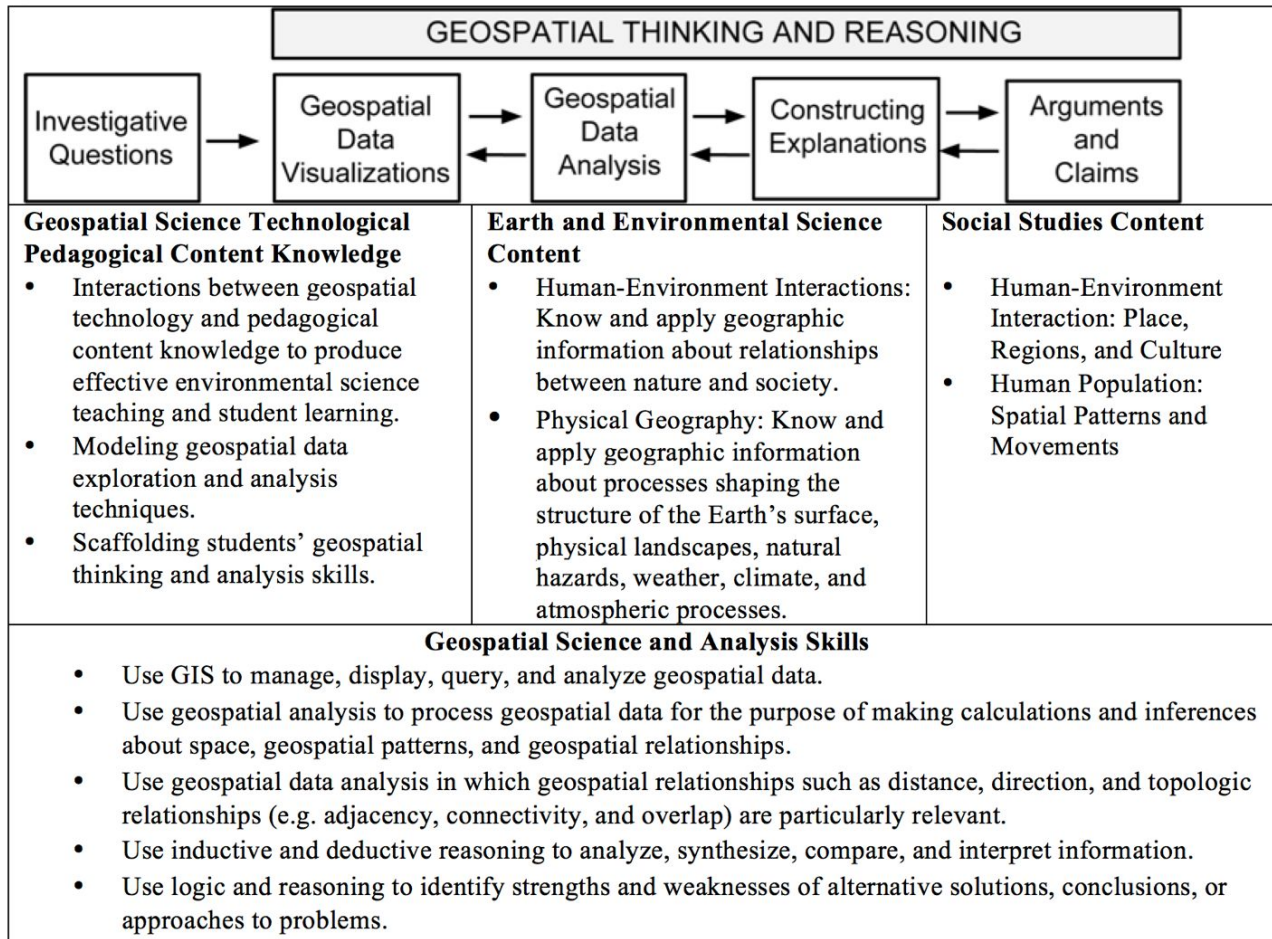 GEOSPATIAL THINKING AND REASONING
Investigative
Questions
Geospatial
Data
Visualizations
Geospatial
Data
Analysis
Constructing
Explanations
Arguments
and
Claims
Geospatial Science Technological
Pedagogical Content Knowledge
• Interactions between geospatial
technology and pedagogical
content knowledge to produce
effective environmental science
teaching and student learning.
• Modeling geospatial data
exploration and analysis
techniques.
• Scaffolding students’ geospatial
thinking and analysis skills.
Earth and Environmental Science
Content
• Human-Environment Interactions:
Know and apply geographic
information about relationships
between nature and society.
• Physical Geography: Know and
apply geographic information
about processes shaping the
structure of the Earth’s surface,
physical landscapes, natural
hazards, weather, climate, and
atmospheric processes.
Social Studies Content
• Human-Environment
Interaction: Place,
Regions, and Culture
• Human Population:
Spatial Patterns and
Movements
Geospatial Science and Analysis Skills
• Use GIS to manage, display, query, and analyze geospatial data.
• Use geospatial analysis to process geospatial data for the purpose of making calculations and inferences
about space, geospatial patterns, and geospatial relationships.
• Use geospatial data analysis in which geospatial relationships such as distance, direction, and topologic
relationships (e.g. adjacency, connectivity, and overlap) are particularly relevant.
• Use inductive and deductive reasoning to analyze, synthesize, compare, and interpret information.
• Use logic and reasoning to identify strengths and weaknesses of alternative solutions, conclusions, or
approaches to problems.